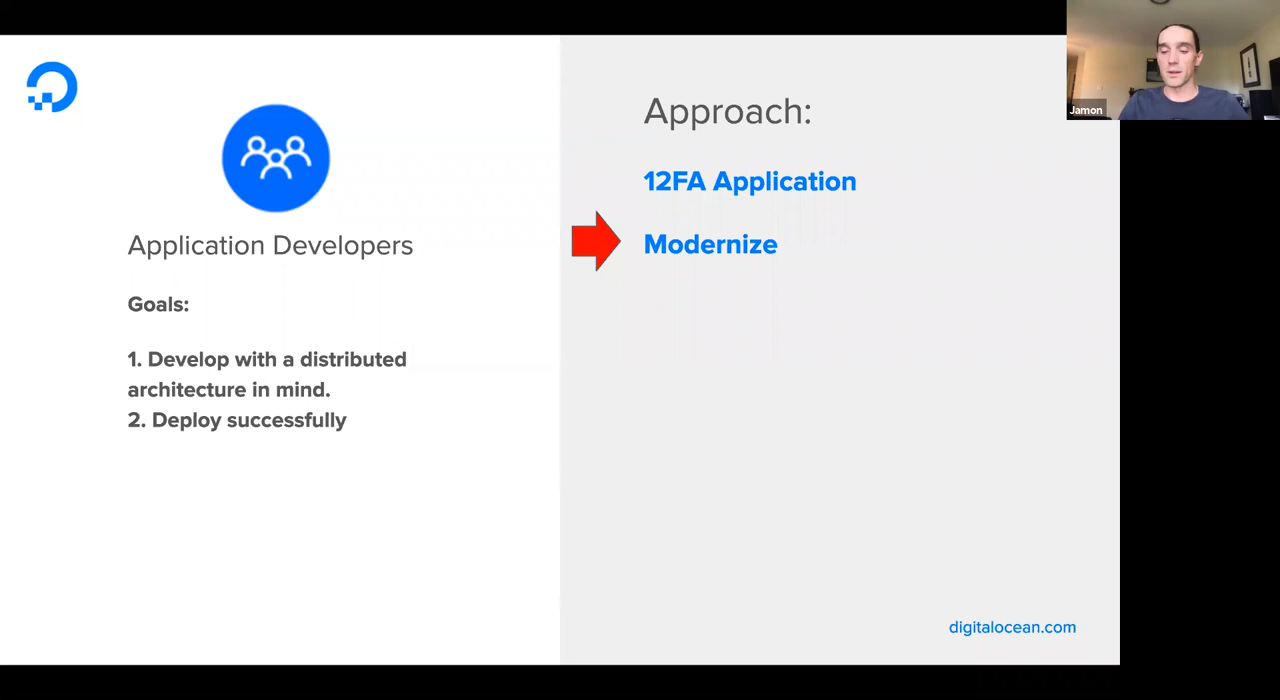 Jamon
Application Developers
Goals:
1. Develop with a distributed
architecture in mind.
2. Deploy successfully
Approach:
12FA Application
Modernize
digitalocean.com